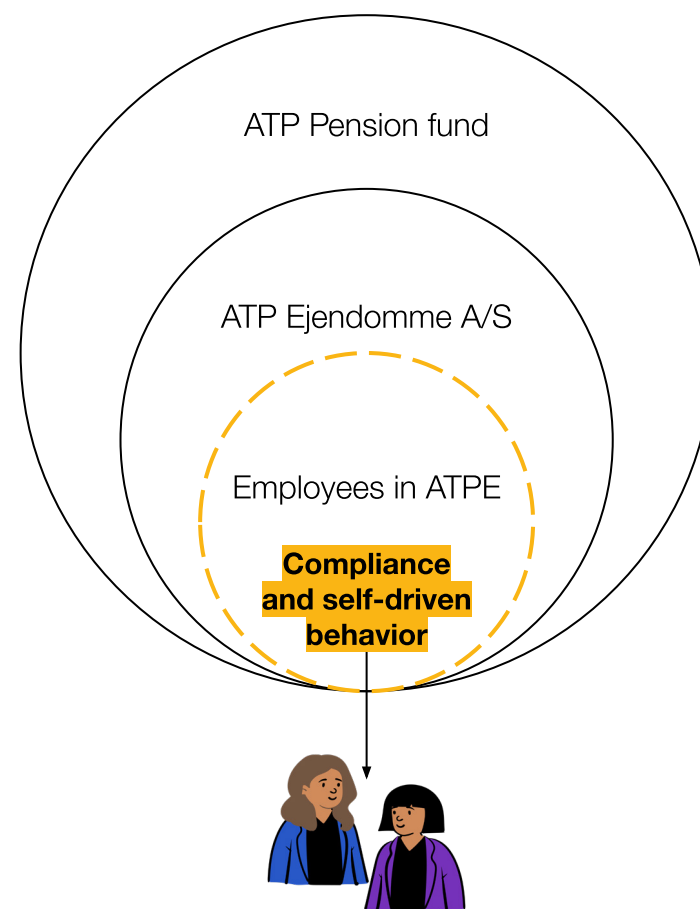 ATP Pension fund
ATP Ejendomme A/S
Employees in ATPE
Compliance
and self-driven
behavior